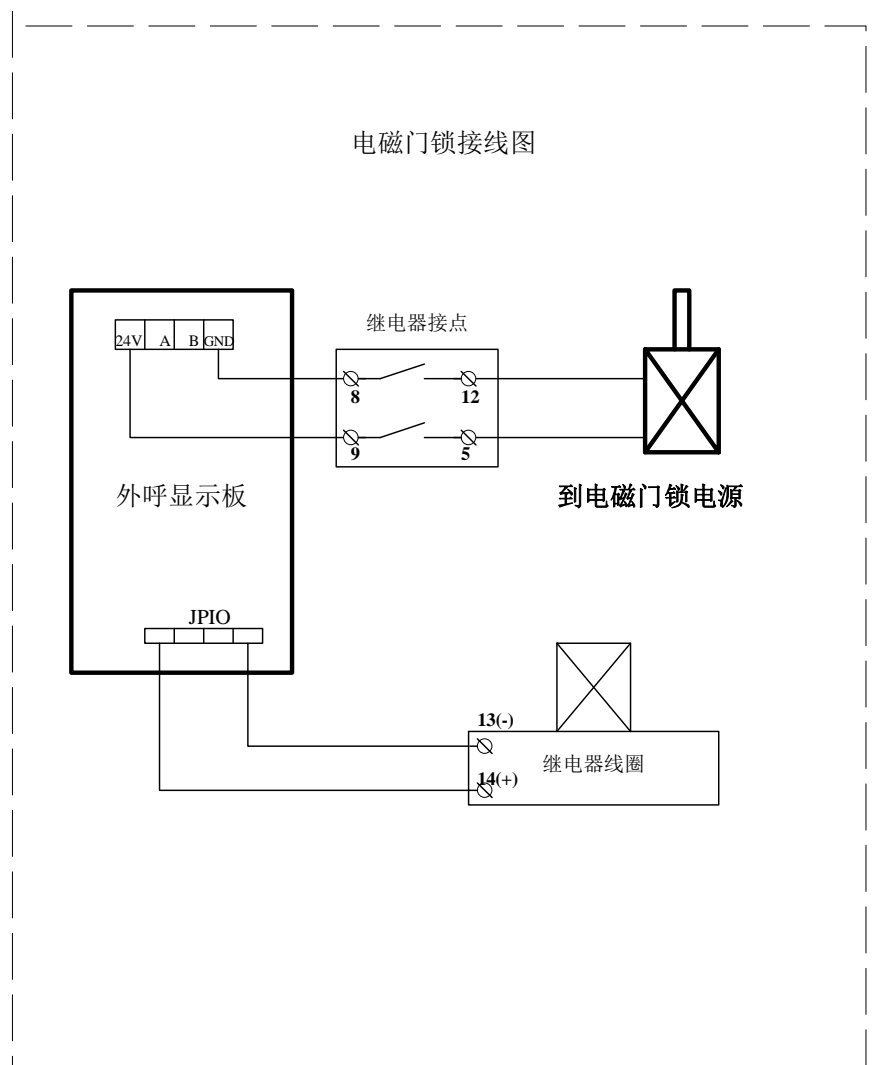 电磁门锁接线图
继电器接点
24V A B GND
8 12
9 5
外呼显示板
到电磁门锁电源
JPIO
13(-)
继电器线圈
14(+)